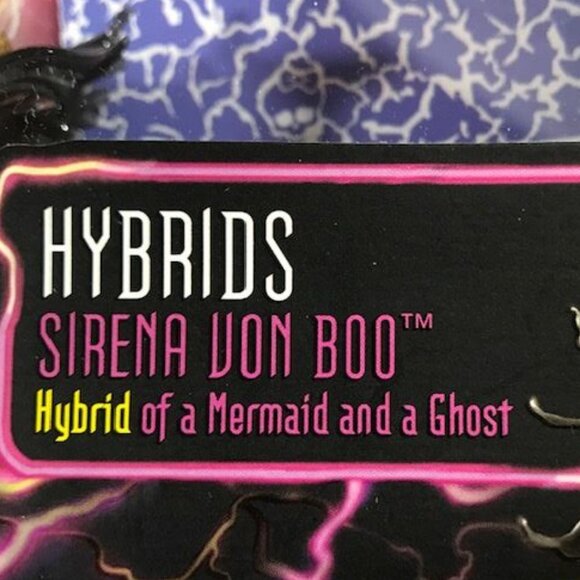 HYBRIDS
SIRENA VON BOO™
Hybrid of a Mermaid and a Ghost